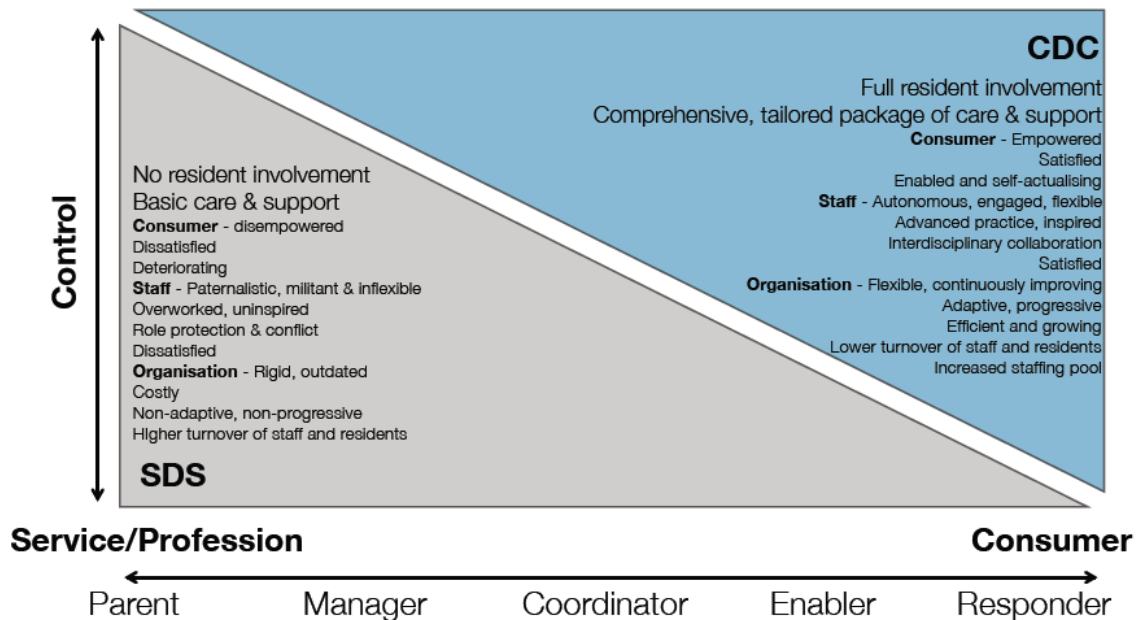 CDC
Full resident involvement
Comprehensive, tailored package of care & support
Consumer - Empowered
Satisfied
Enabled and self-actualising
Staff - Autonomous, engaged, flexible
Advanced practice, inspired
Interdisciplinary collaboration
Satisfied
Organisation - Flexible, continuously improving
Adaptive, progressive
Efficient and growing
Lower turnover of staff and residents
Increased staffing pool
Control
No resident involvement
Basic care & support
Consumer - disempowered
Dissatisfied
Deteriorating
Staff - Paternalistic, militant & inflexible
Overworked, uninspired
Role protection & conflict
Dissatisfied
Organisation - Rigid, outdated
Costly
Non-adaptive, non-progressive
Higher turnover of staff and residents
SDS
Service/Profession
Consumer
Parent
Manager
Coordinator
Enabler
Responder